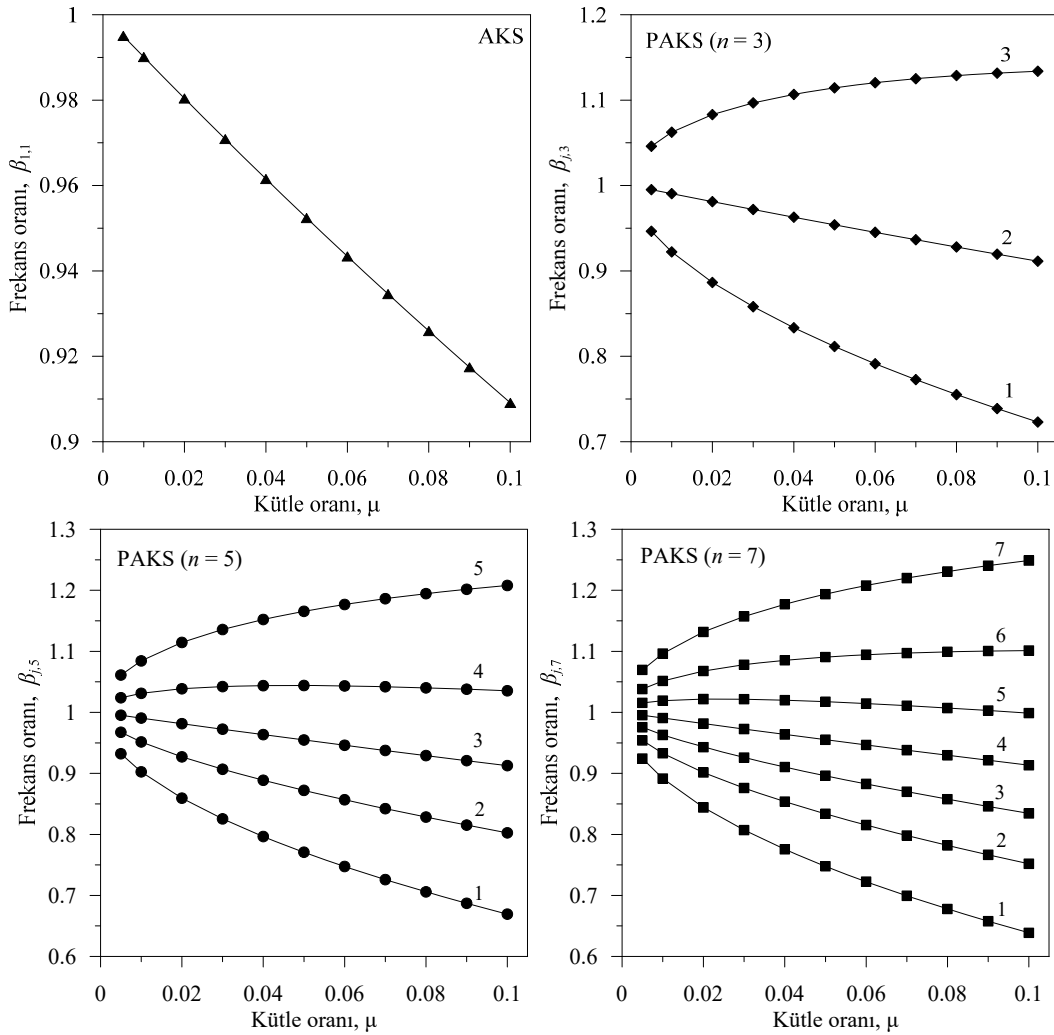 AKS
1
0.98
0.96
0.94
0.92
0.9
Frekans oranı, β1,1
0 0.02 0.04 0.06 0.08 0.1
Kütle oranı, μ
PAKS (n = 3)
1.2
1.1
1
0.9
0.8
0.7
Frekans oranı, βj,3
3
2
1
0 0.02 0.04 0.06 0.08 0.1
Kütle oranı, μ
PAKS (n = 5)
1.3
1.2
1.1
1
0.9
0.8
0.7
0.6
Frekans oranı, βj,5
5
4
3
2
1
0 0.02 0.04 0.06 0.08 0.1
Kütle oranı, μ
PAKS (n = 7)
1.3
1.2
1.1
1
0.9
0.8
0.7
0.6
Frekans oranı, βj,7
7
6
5
4
3
2
1
0 0.02 0.04 0.06 0.08 0.1
Kütle oranı, μ